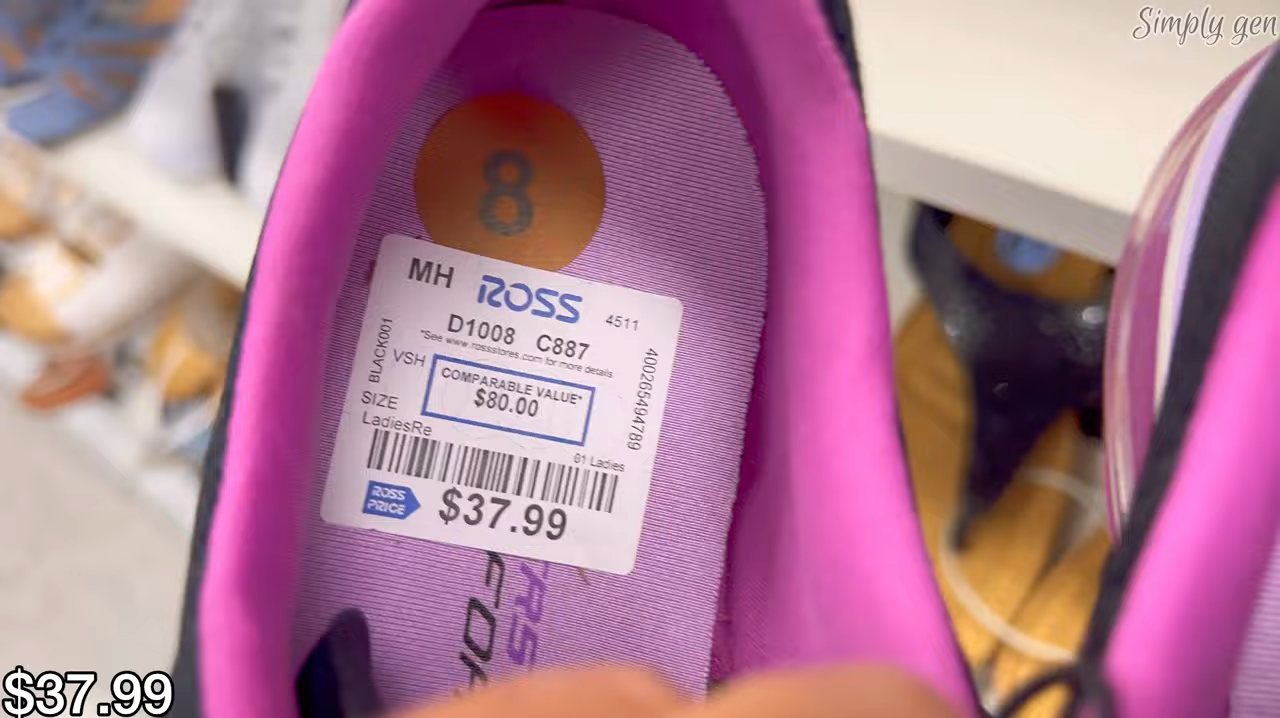 Simply gen
8
MH ROSS 4511
D1008 C887
*See www.rossstores.com for more details
BLACK001
VSH
COMPARABLE VALUE*
$80.00
400265494789
SIZE
LadiesRe
01 Ladies
ROSS
PRICE
$37.99
$37.99